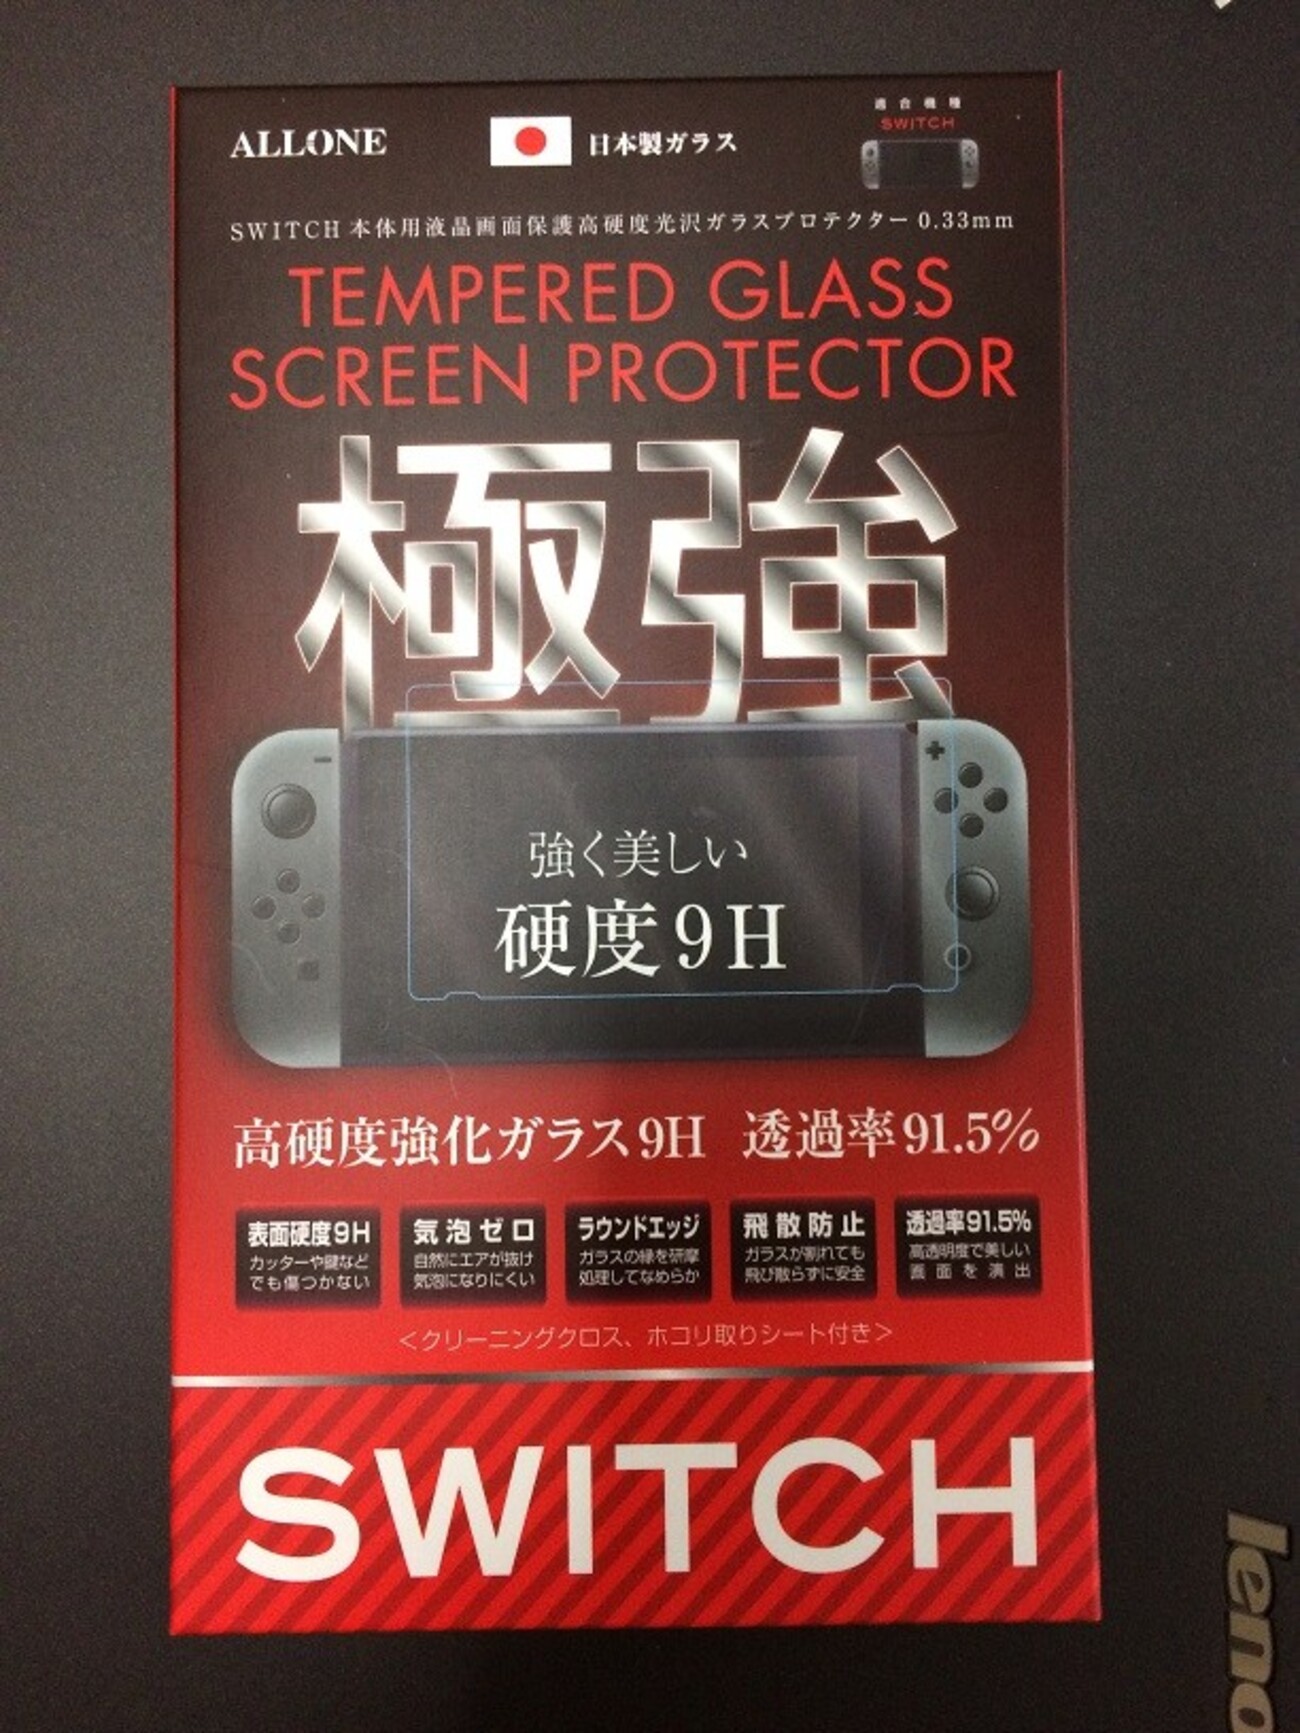 ALLONE
日本製ガラス
適合機種
SWITCH
SWITCH 本体用液晶画面保護高硬度光沢ガラスプロテクター 0.33mm
TEMPERED GLASS
SCREEN PROTECTOR
極強
強く美しい
硬度9H
高硬度強化ガラス9H 透過率91.5%
表面硬度9H
カッターや鍵など
でも傷つかない
気泡ゼロ
自然にエアが抜け
気泡になりにくい
ラウンドエッジ
ガラスの縁を研摩
処理してなめらか
飛散防止
ガラスが割れても
飛び散らずに安全
透過率91.5%
高透明度で美しい
画面を演出
<クリーニングクロス、ホコリ取りシート付き>
SWITCH
leno